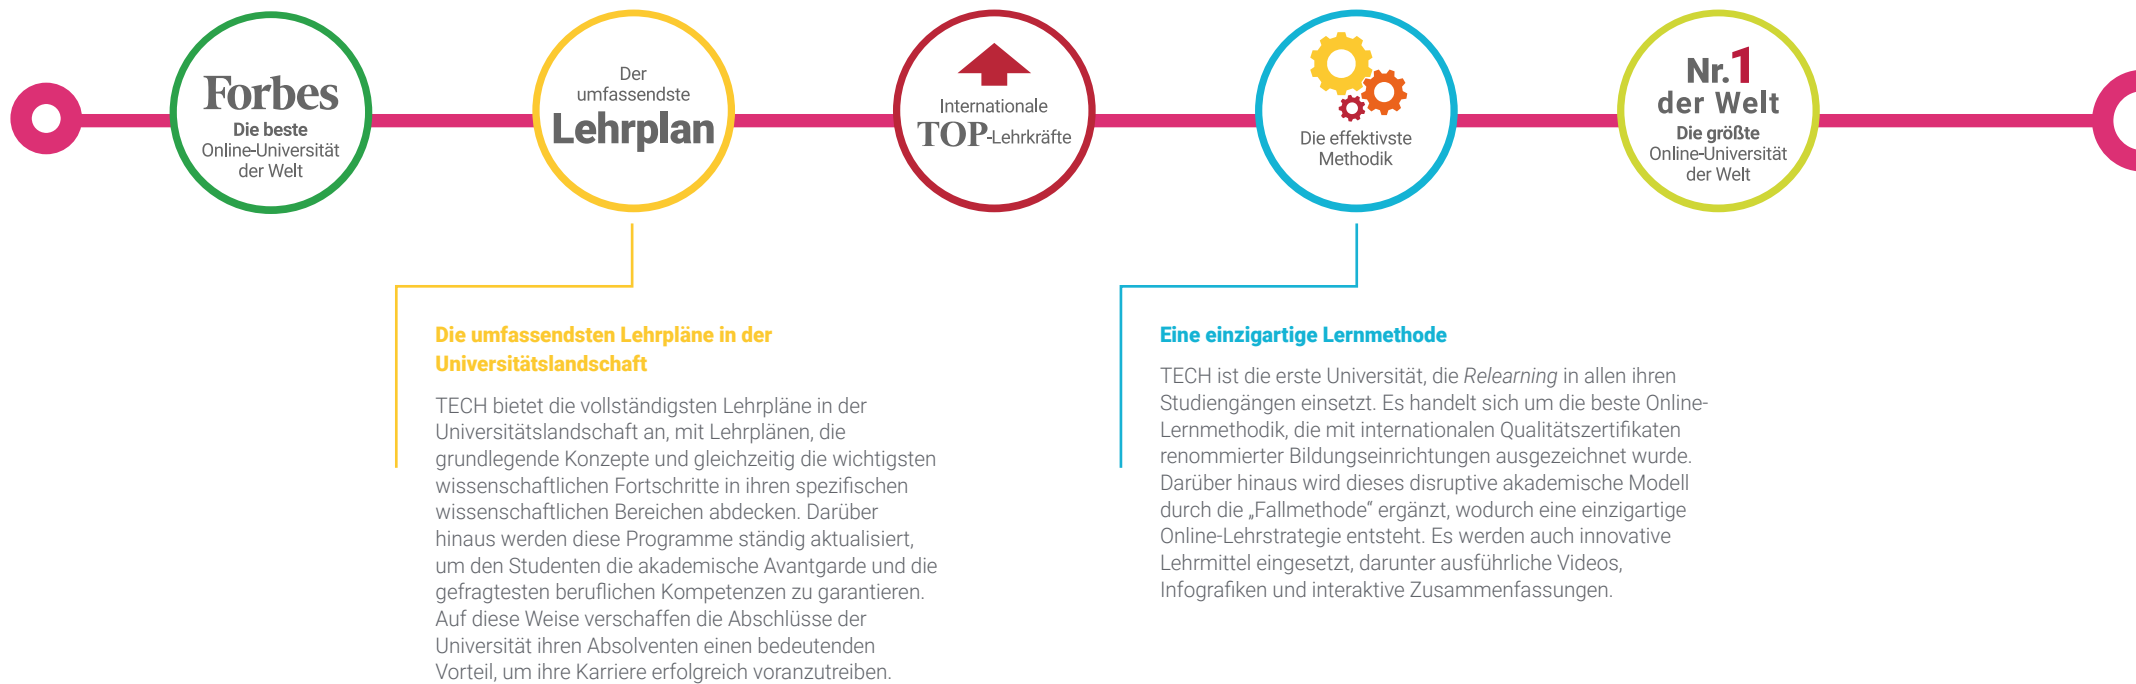 Forbes
Die beste
Online-Universität
der Welt
Der
umfassendste
Lehrplan
Internationale
TOP-Lehrkräfte
Die effektivste
Methodik
Nr.1
der Welt
Die größte
Online-Universität
der Welt
Die umfassendsten Lehrpläne in der
Universitätslandschaft
TECH bietet die vollständigsten Lehrpläne in der
Universitätslandschaft an, mit Lehrplänen, die
grundlegende Konzepte und gleichzeitig die wichtigsten
wissenschaftlichen Fortschritte in ihren spezifischen
wissenschaftlichen Bereichen abdecken. Darüber
hinaus werden diese Programme ständig aktualisiert,
um den Studenten die akademische Avantgarde und die
gefragtesten beruflichen Kompetenzen zu garantieren.
Auf diese Weise verschaffen die Abschlüsse der
Universität ihren Absolventen einen bedeutenden
Vorteil, um ihre Karriere erfolgreich voranzutreiben.
Eine einzigartige Lernmethode
TECH ist die erste Universität, die Relearning in allen ihren
Studiengängen einsetzt. Es handelt sich um die beste Online-
Lernmethodik, die mit internationalen Qualitätszertifikaten
renommierter Bildungseinrichtungen ausgezeichnet wurde.
Darüber hinaus wird dieses disruptive akademische Modell
durch die „Fallmethode“ ergänzt, wodurch eine einzigartige
Online-Lehrstrategie entsteht. Es werden auch innovative
Lehrmittel eingesetzt, darunter ausführliche Videos,
Infografiken und interaktive Zusammenfassungen.